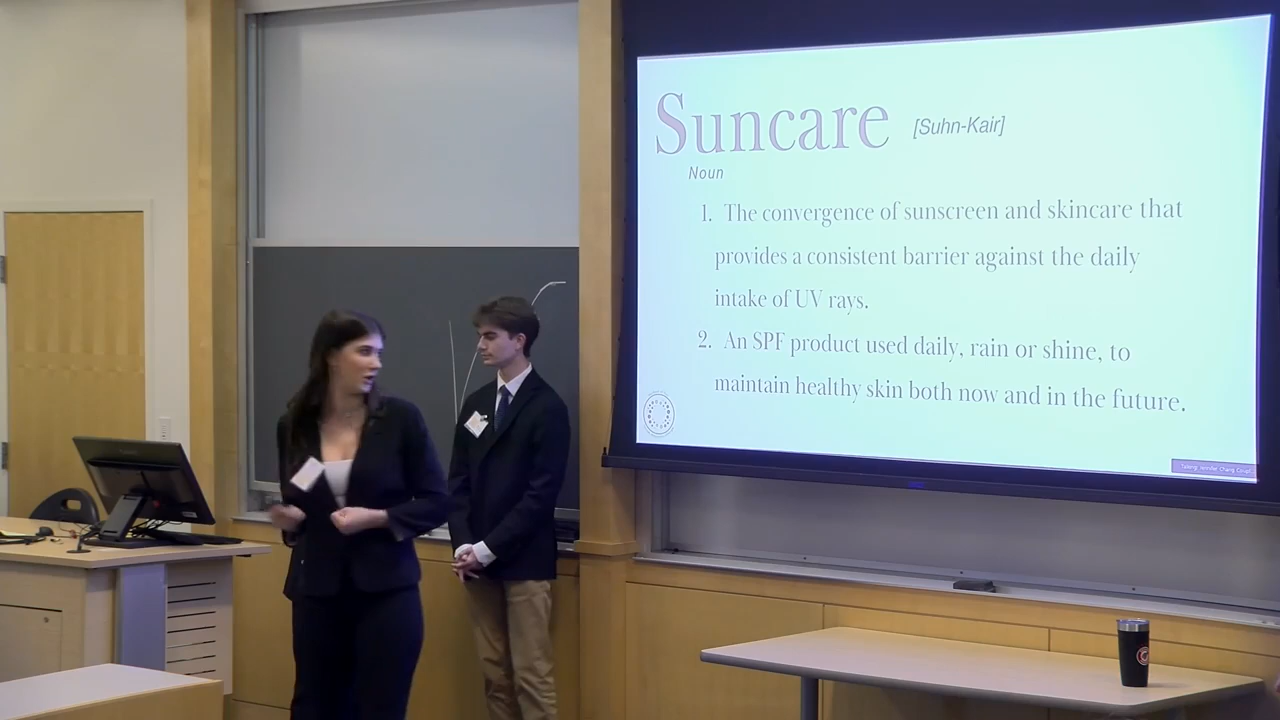 Suncare [Suhn-Kair]
Noun
1. The convergence of sunscreen and skincare that
provides a consistent barrier against the daily
intake of UV rays.
2. An SPF product used daily, rain or shine, to
maintain healthy skin both now and in the future.